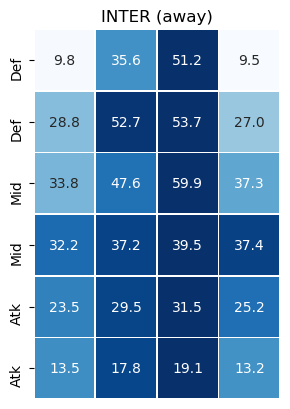 INTER (away)
Def 9.8 35.6 51.2 9.5
Def 28.8 52.7 53.7 27.0
Mid 33.8 47.6 59.9 37.3
Mid 32.2 37.2 39.5 37.4
Atk 23.5 29.5 31.5 25.2
Atk 13.5 17.8 19.1 13.2